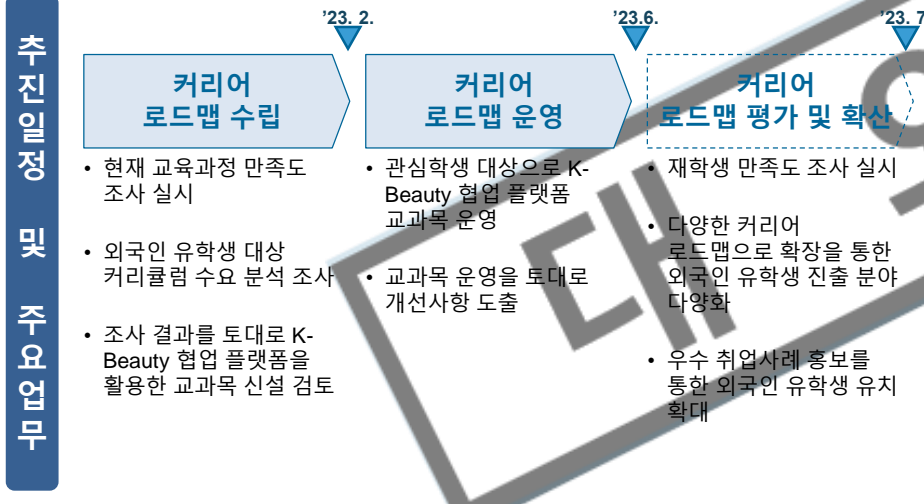 추진일정 및 주요업무
'23. 2.
'23.6.
'23. 7
커리어
로드맵 수립
커리어
로드맵 운영
커리어
로드맵 평가 및 확산
• 현재 교육과정 만족도
조사 실시
• 외국인 유학생 대상
커리큘럼 수요 분석 조사
• 조사 결과를 토대로 K-
Beauty 협업 플랫폼을
활용한 교과목 신설 검토
• 관심학생 대상으로 K-
Beauty 협업 플랫폼
교과목 운영
• 교과목 운영을 토대로
개선사항 도출
• 재학생 만족도 조사 실시
• 다양한 커리어
로드맵으로 확장을 통한
외국인 유학생 진출 분야
다양화
• 우수 취업사례 홍보를
통한 외국인 유학생 유치
확대
대